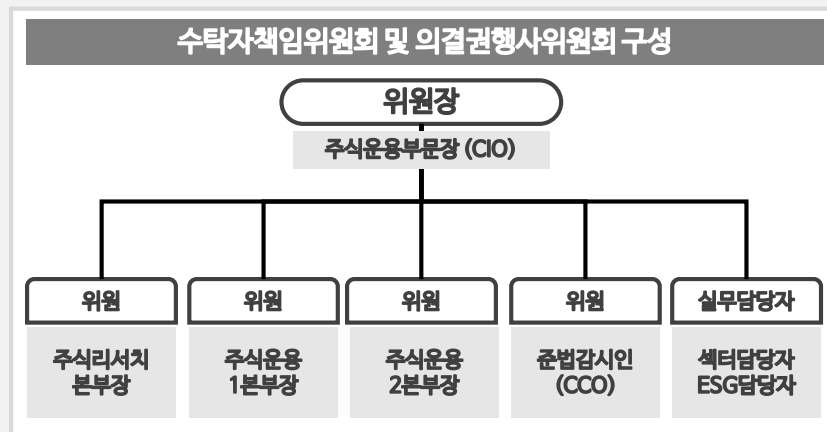 수탁자책임위원회 및 의결권행사위원회 구성
위원장
주식운용부문장 (CIO)
위원
위원
위원
위원
실무담당자
주식리서치
본부장
주식운용
1본부장
주식운용
2본부장
준법감시인
(CCO)
섹터담당자
ESG담당자